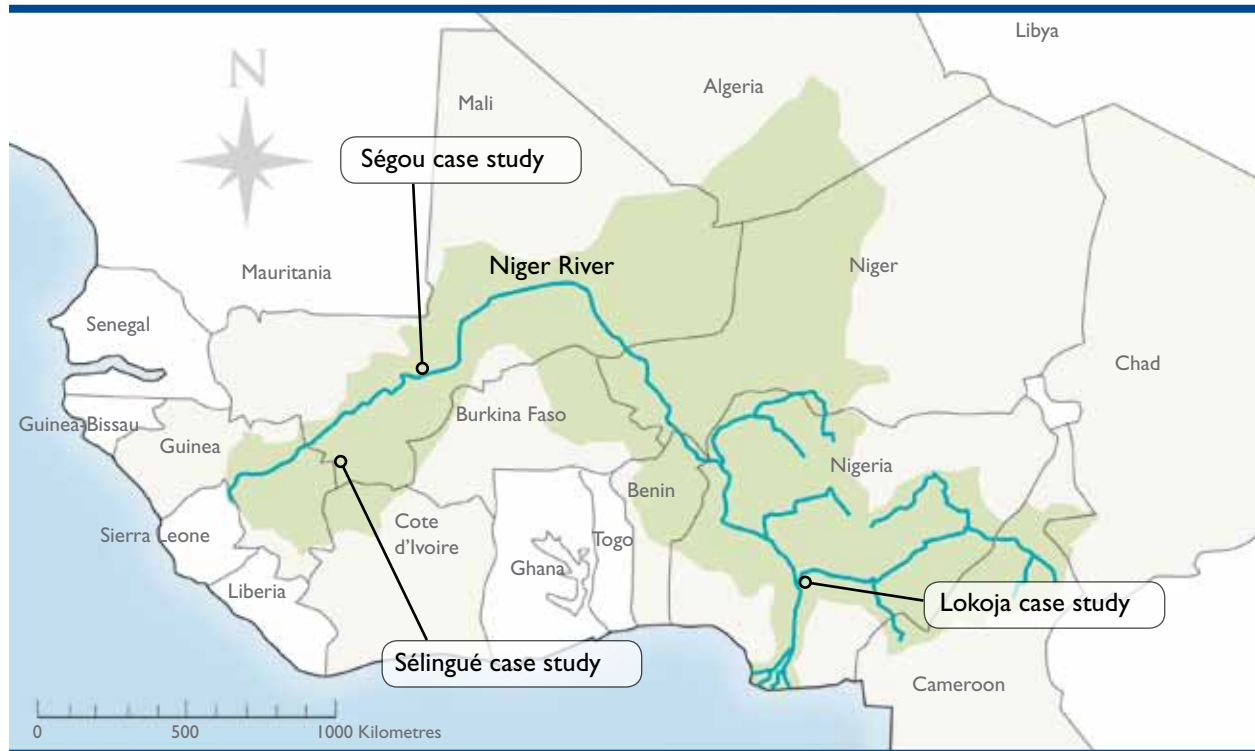 Libya
Algeria
N
Mali
Ségou case study
Niger River
Niger
Mauritania
Senegal
Chad
Burkina Faso
Guinea-Bissau
Guinea
Nigeria
Benin
Sierra Leone
Cote
d'Ivoire
Togo
Ghana
Liberia
Lokoja case study
Sélingué case study
Cameroon
0 500 1000 Kilometres